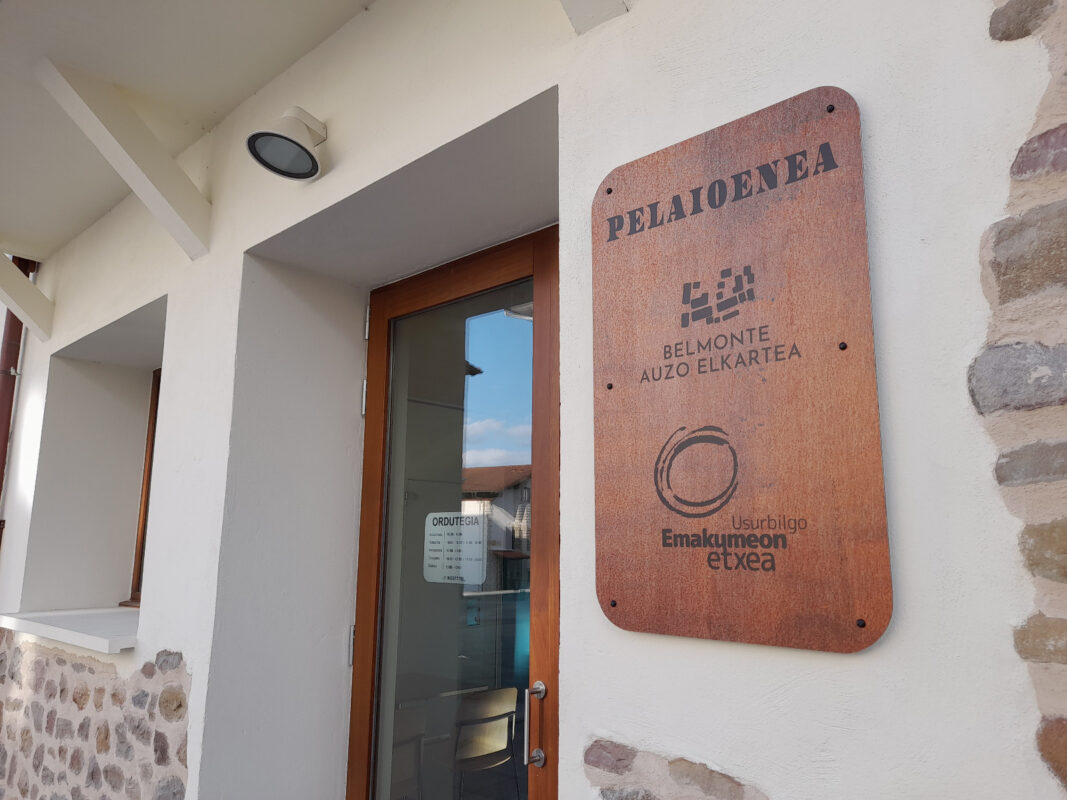 PELAIOENEA
BELMONTE
AUZO ELKARTEA
Usurbilgo
Emakumeon
etxea
ORDUTEGIA